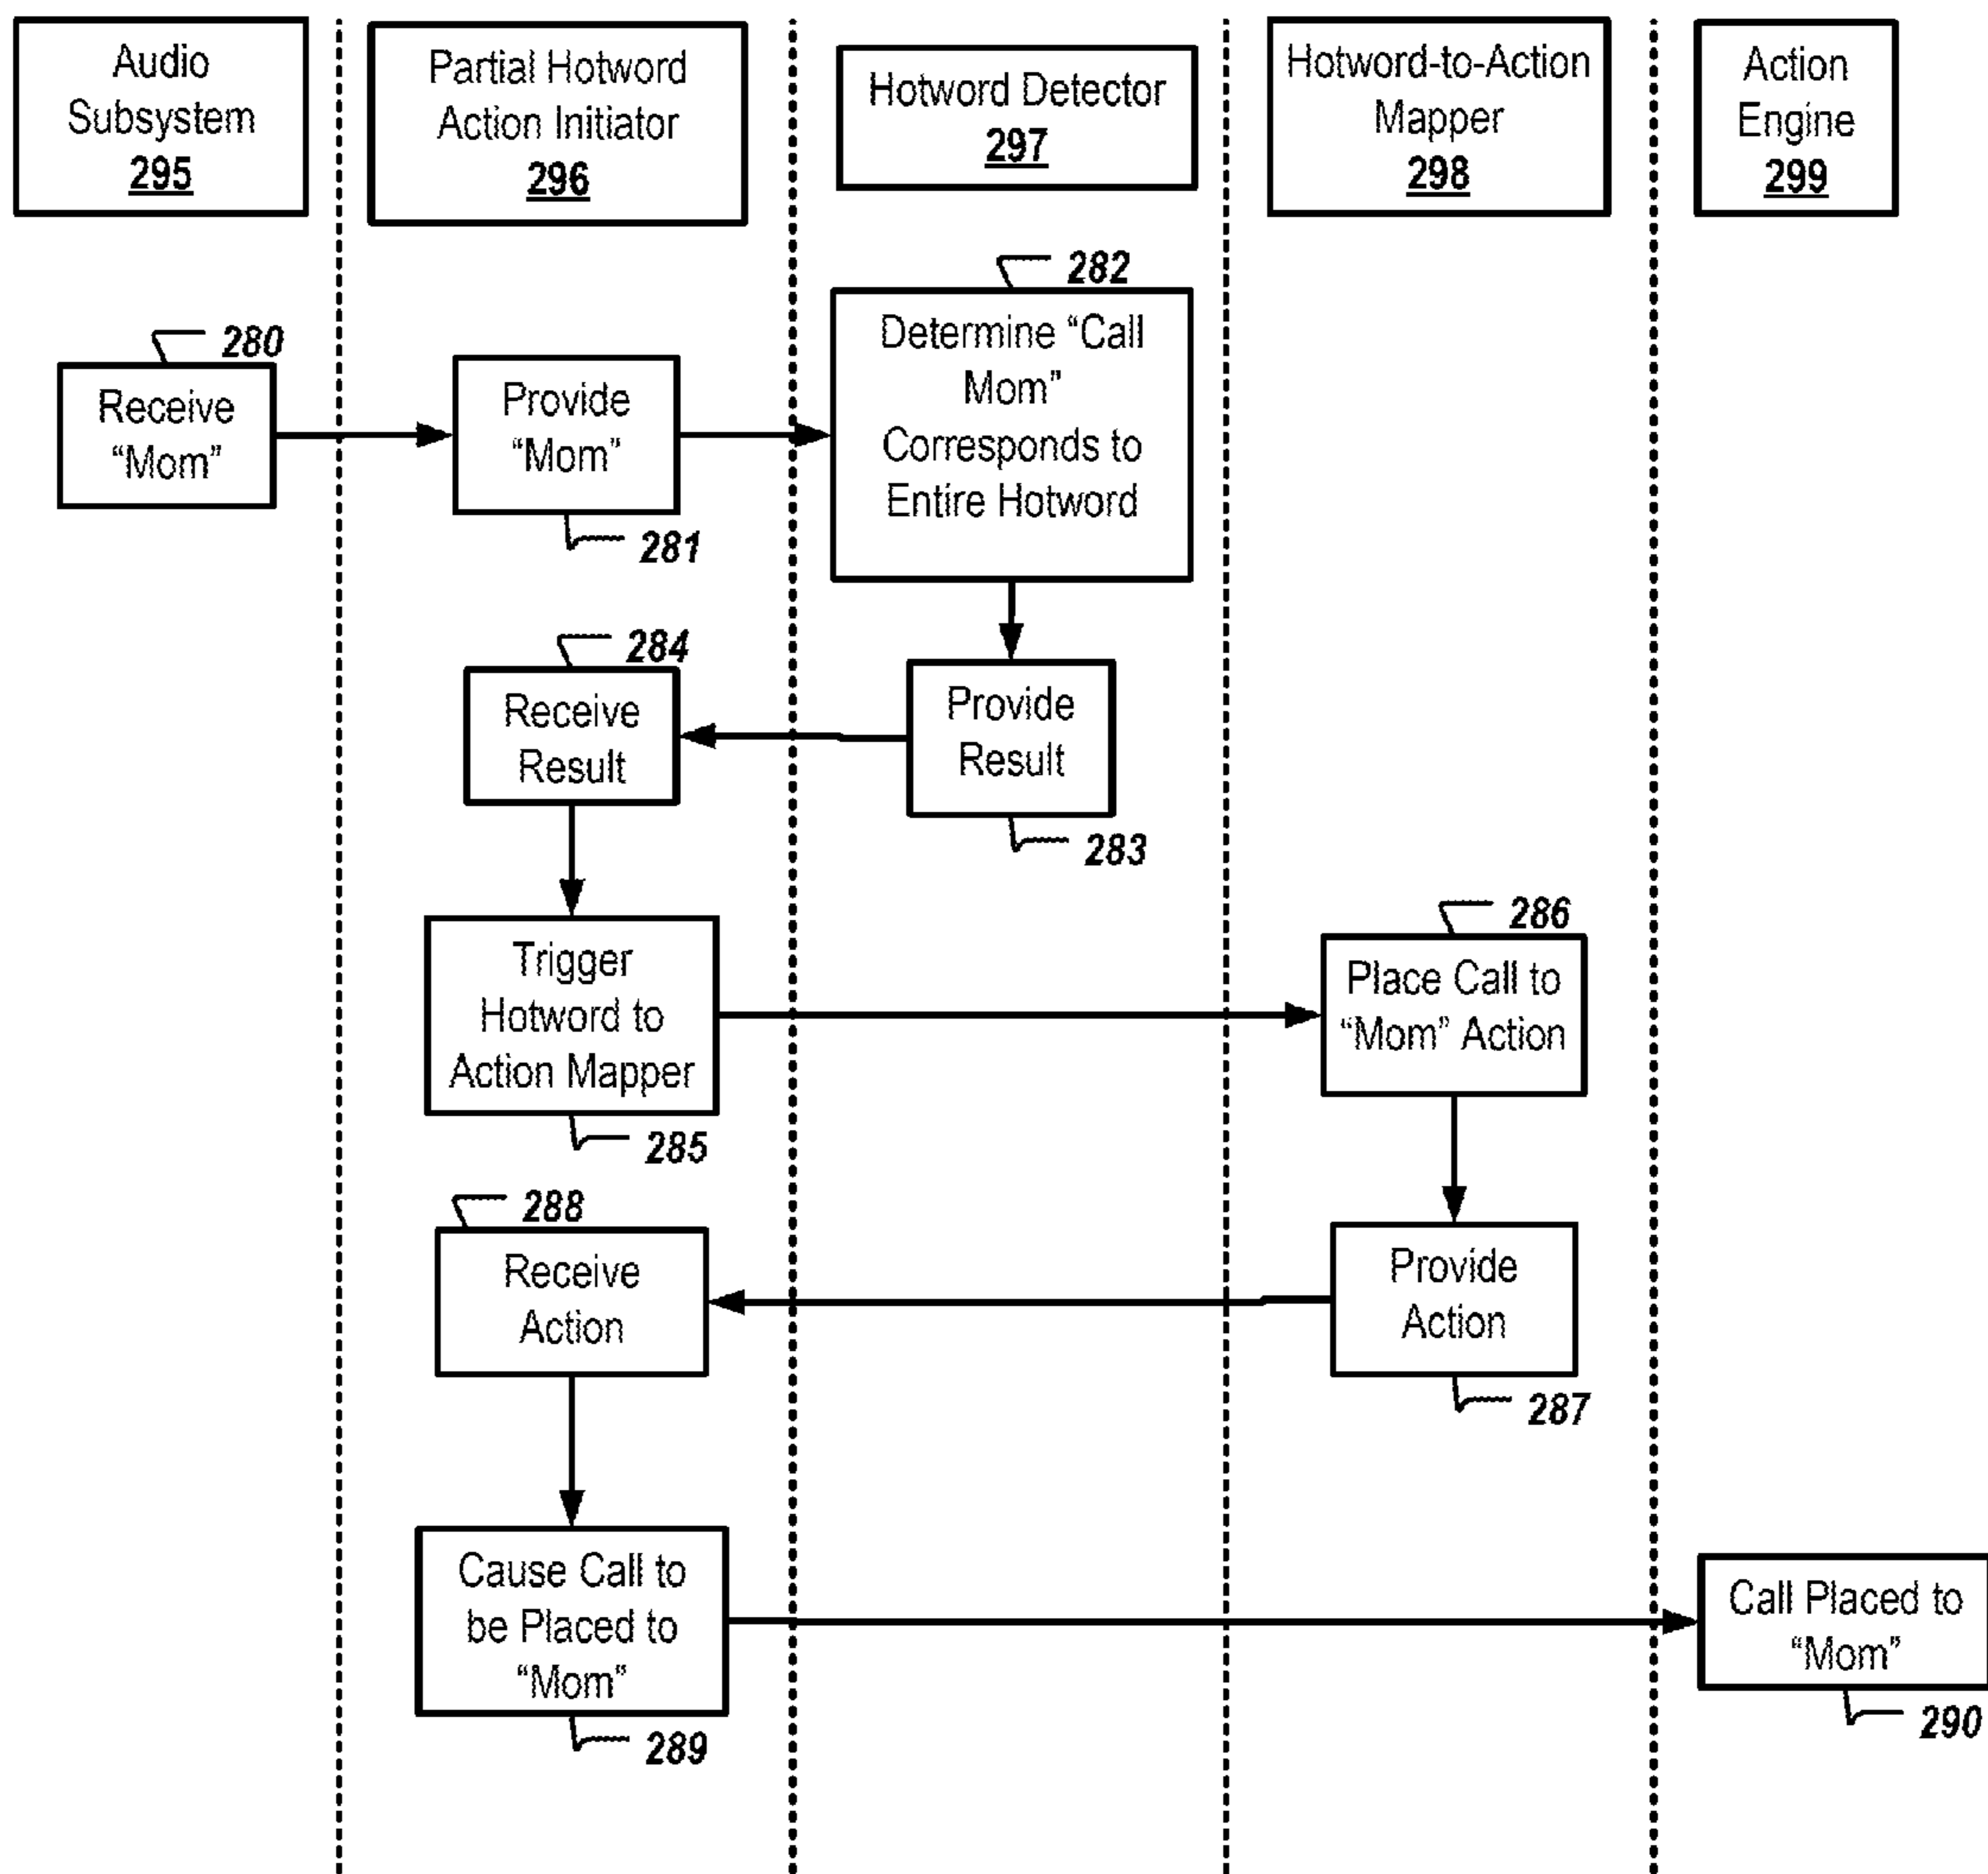 Audio
Subsystem
295
Partial Hotword
Action Initiator
296
Hotword Detector
297
Hotword-to-Action
Mapper
298
Action
Engine
299
280
Receive
“Mom”
Provide
“Mom”
281
282
Determine “Call
Mom”
Corresponds to
Entire Hotword
284
Receive
Result
Provide
Result
283
Trigger
Hotword to
Action Mapper
285
286
Place Call to
“Mom” Action
288
Receive
Action
Provide
Action
287
Cause Call to
be Placed to
“Mom”
289
Call Placed to
“Mom”
290